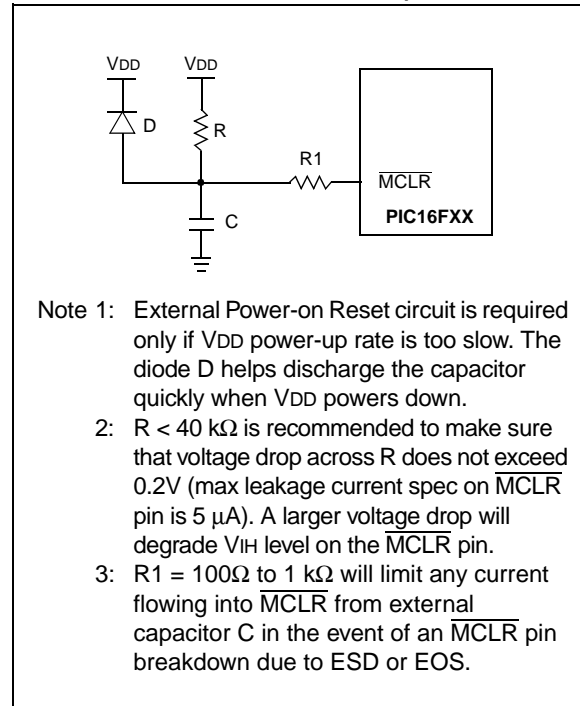 VDD VDD
D
R
R1
MCLR
C
PIC16FXX
Note 1: External Power-on Reset circuit is required
only if VDD power-up rate is too slow. The
diode D helps discharge the capacitor
quickly when VDD powers down.
2: R < 40 kΩ is recommended to make sure
that voltage drop across R does not exceed
0.2V (max leakage current spec on MCLR
pin is 5 μA). A larger voltage drop will
degrade VIH level on the MCLR pin.
3: R1 = 100Ω to 1 kΩ will limit any current
flowing into MCLR from external
capacitor C in the event of an MCLR pin
breakdown due to ESD or EOS.